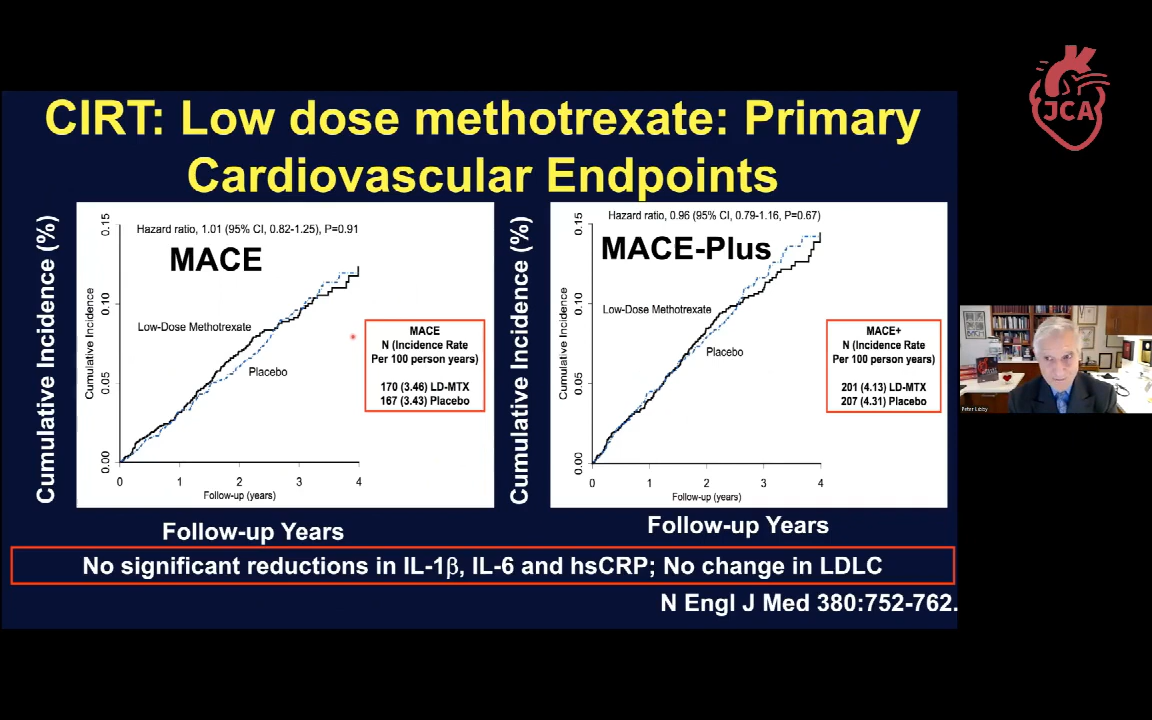 JCA
CIRT: Low dose methotrexate: Primary
Cardiovascular Endpoints
Cumulative Incidence (%)
Cumulative Incidence
0.15
0.10
0.05
0.00
Hazard ratio, 1.01 (95% CI, 0.82-1.25), P=0.91
MACE
Low-Dose Methotrexate
Placebo
0 1 2 3 4
Follow-up (years)
MACE
N (Incidence Rate
Per 100 person years)
170 (3.46) LD-MTX
167 (3.43) Placebo
Follow-up Years
Cumulative Incidence (%)
Cumulative Incidence
0.15
0.10
0.05
0.00
Hazard ratio, 0.96 (95% CI, 0.79-1.16, P=0.67)
MACE-Plus
Low-Dose Methotrexate
Placebo
0 1 2 3 4
Follow-up (years)
MACE+
N (Incidence Rate
Per 100 person years)
201 (4.13) LD-MTX
207 (4.31) Placebo
Follow-up Years
No significant reductions in IL-1β, IL-6 and hsCRP; No change in LDLC
N Engl J Med 380:752-762.
Peter Libby